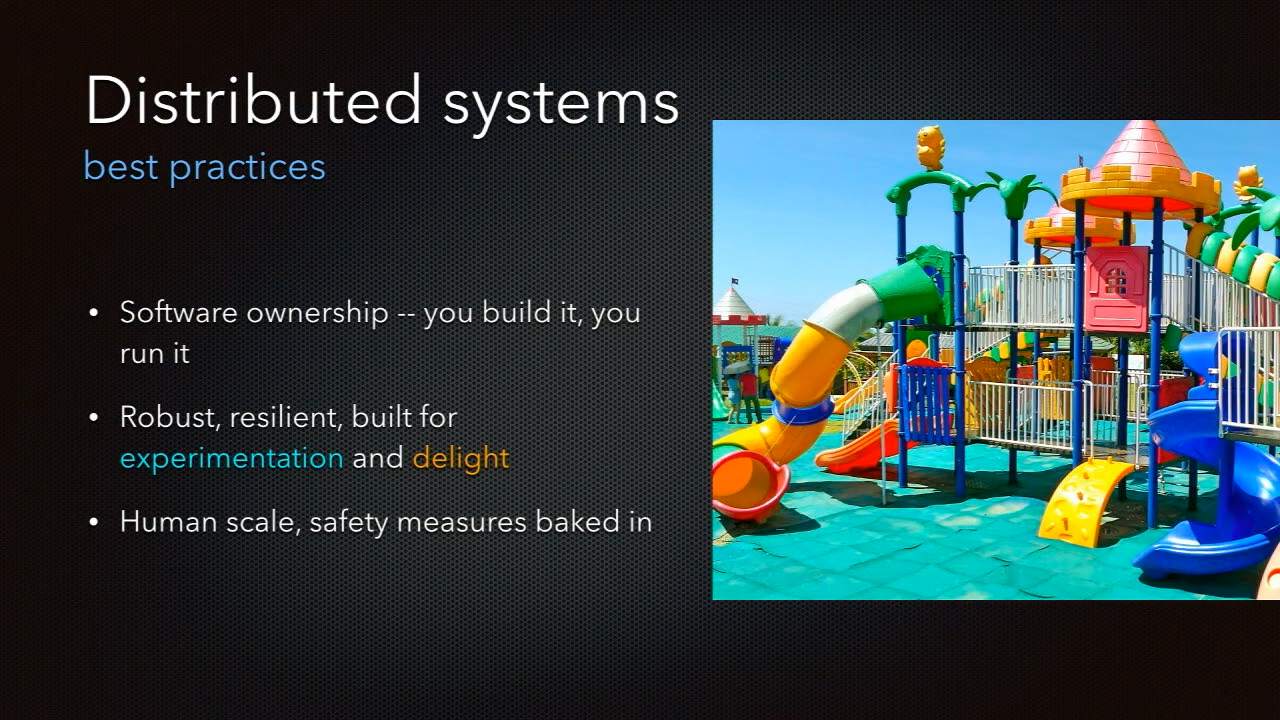 Distributed systems
best practices
• Software ownership -- you build it, you
run it
• Robust, resilient, built for
experimentation and delight
• Human scale, safety measures baked in